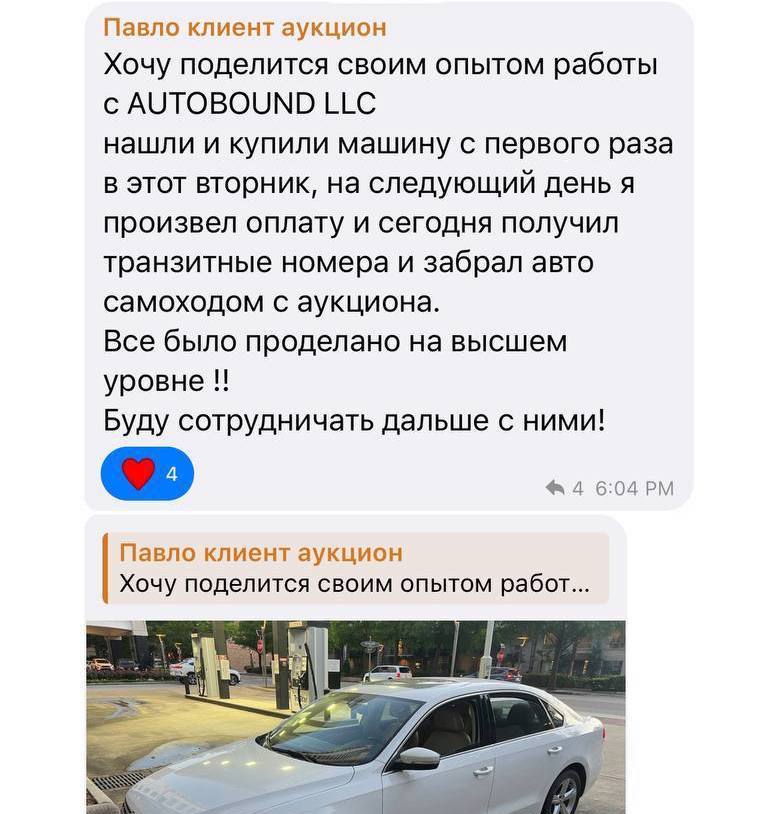 Павло клиент аукцион
Хочу поделится своим опытом работы
с AUTOBOUND LLC
нашли и купили машину с первого раза
в этот вторник, на следующий день я
произвел оплату и сегодня получил
транзитные номера и забрал авто
самоходом с аукциона.
Все было проделано на высшем
уровне !!
Буду сотрудничать дальше с ними!
4
4 6:04 PM
Павло клиент аукцион
Хочу поделится своим опытом работ...